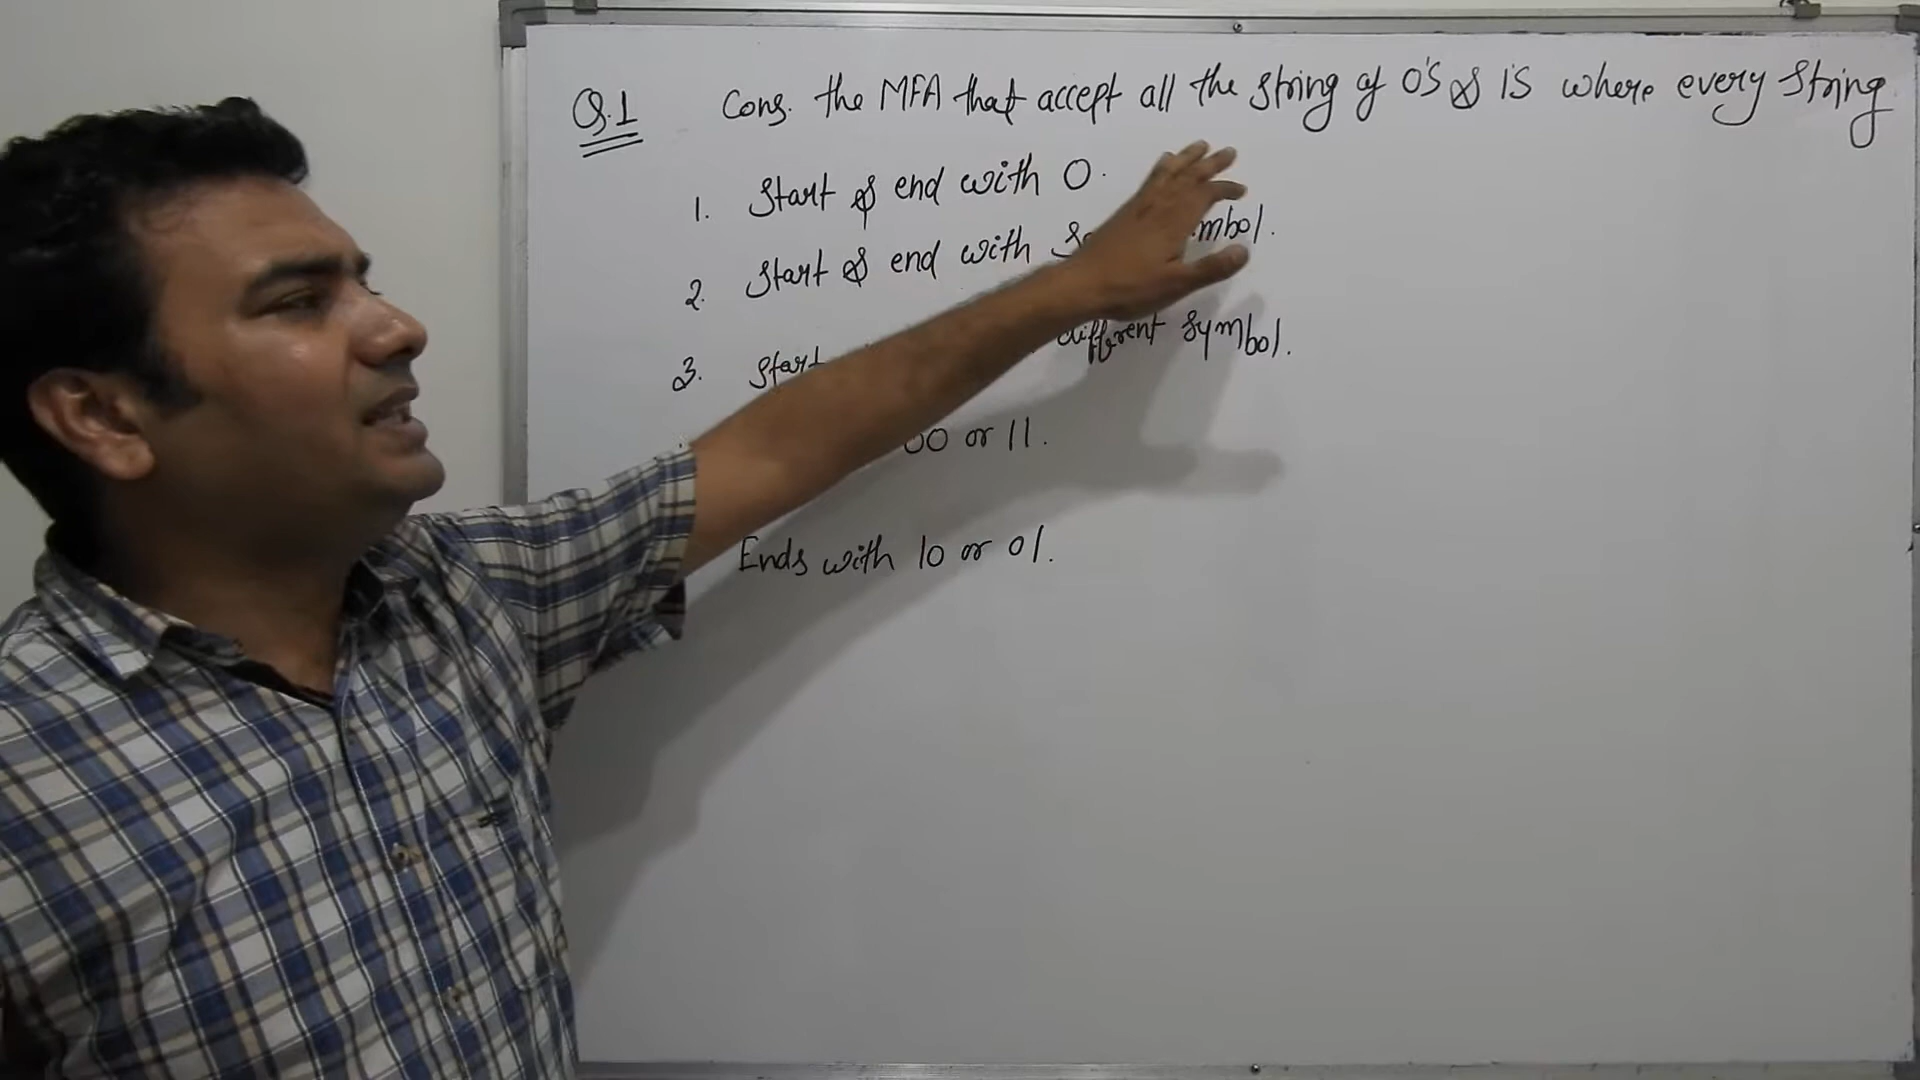 Q.1 Cons. the MFA that accept all the string of 0's & 1's where every string
1. Start & end with 0.
2. Start & end with
3. Start different symbol.
00 or 11.
Ends with 10 or 01.